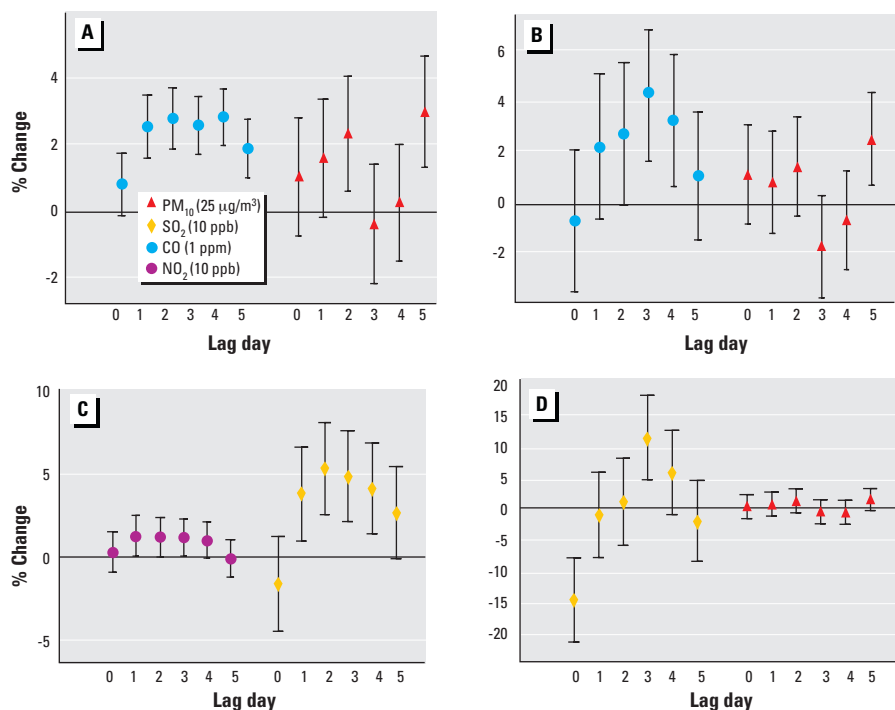 A
4
2
0
-2
% Change
PM10 (25 µg/m3)
SO2 (10 ppb)
CO (1 ppm)
NO2 (10 ppb)
0 1 2 3 4 5 0 1 2 3 4 5
Lag day
B
6
4
2
0
-2
0 1 2 3 4 5 0 1 2 3 4 5
Lag day
C
10
5
0
-5
% Change
0 1 2 3 4 5 0 1 2 3 4 5
Lag day
D
20
15
10
5
0
-5
-10
-15
-20
0 1 2 3 4 5 0 1 2 3 4 5
Lag day